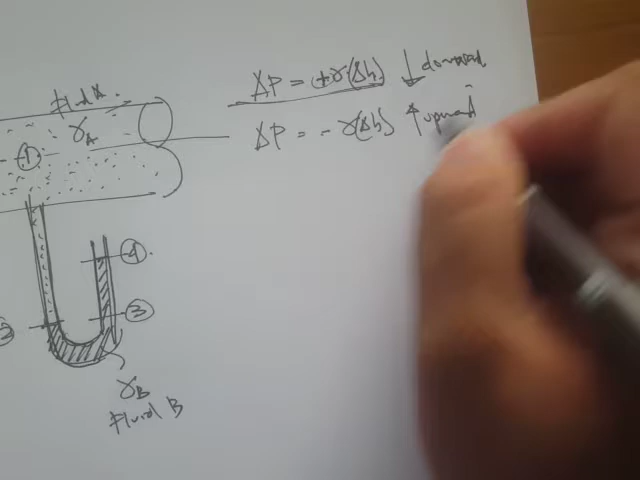 Fluid A.
γA
①
ΔP = +γ(Δh) ↓ downward
ΔP = - γ(Δh) ↑ upward
④
③
2
γB
Fluid B